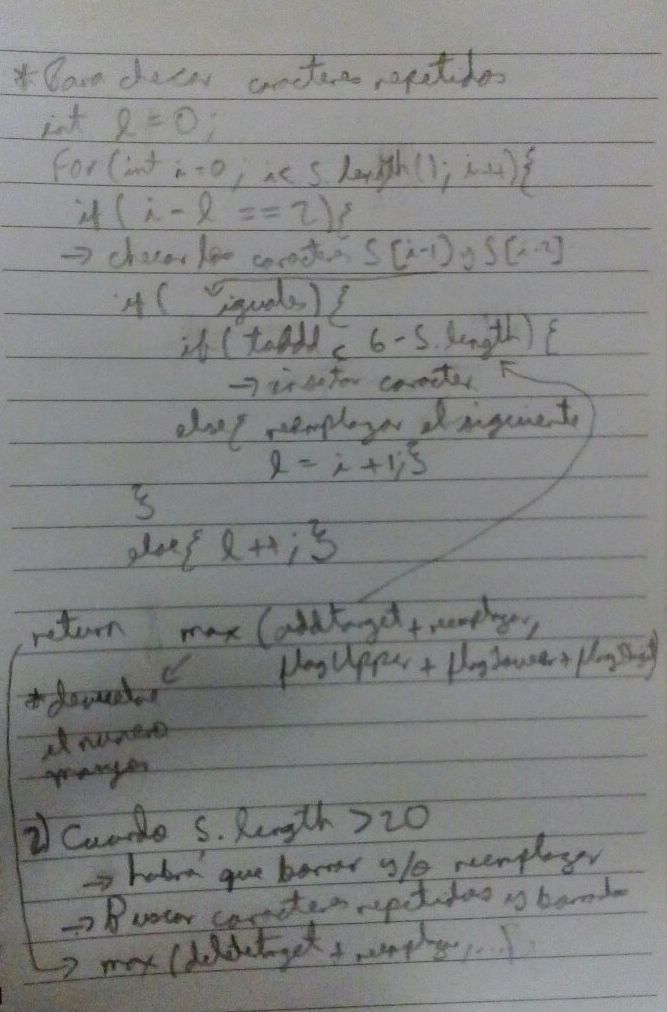 * Para checar caracteres repetidos
int l = 0;
For (int i=0; i< S.length(); i++){
if ( i - l == 2){
→ checar los caracteres S[i-1] y S[i-2]
if ( iguales) {
if ( toAdd < 6 - S.length) {
→ insertar caracter
else{ reemplazar el siguiente
l = i +1;}
}
else{ l ++; }
return max (addtarget + reemplazar,
flagUpper + flagLower + flagDigit)
* devuelve
el numero
mayor
2) Cuando S.length >20
→ habrá que borrar y/o reemplazar
→ Buscar caracteres repetidos y
→ max (deletetarget + reemplazar,...)